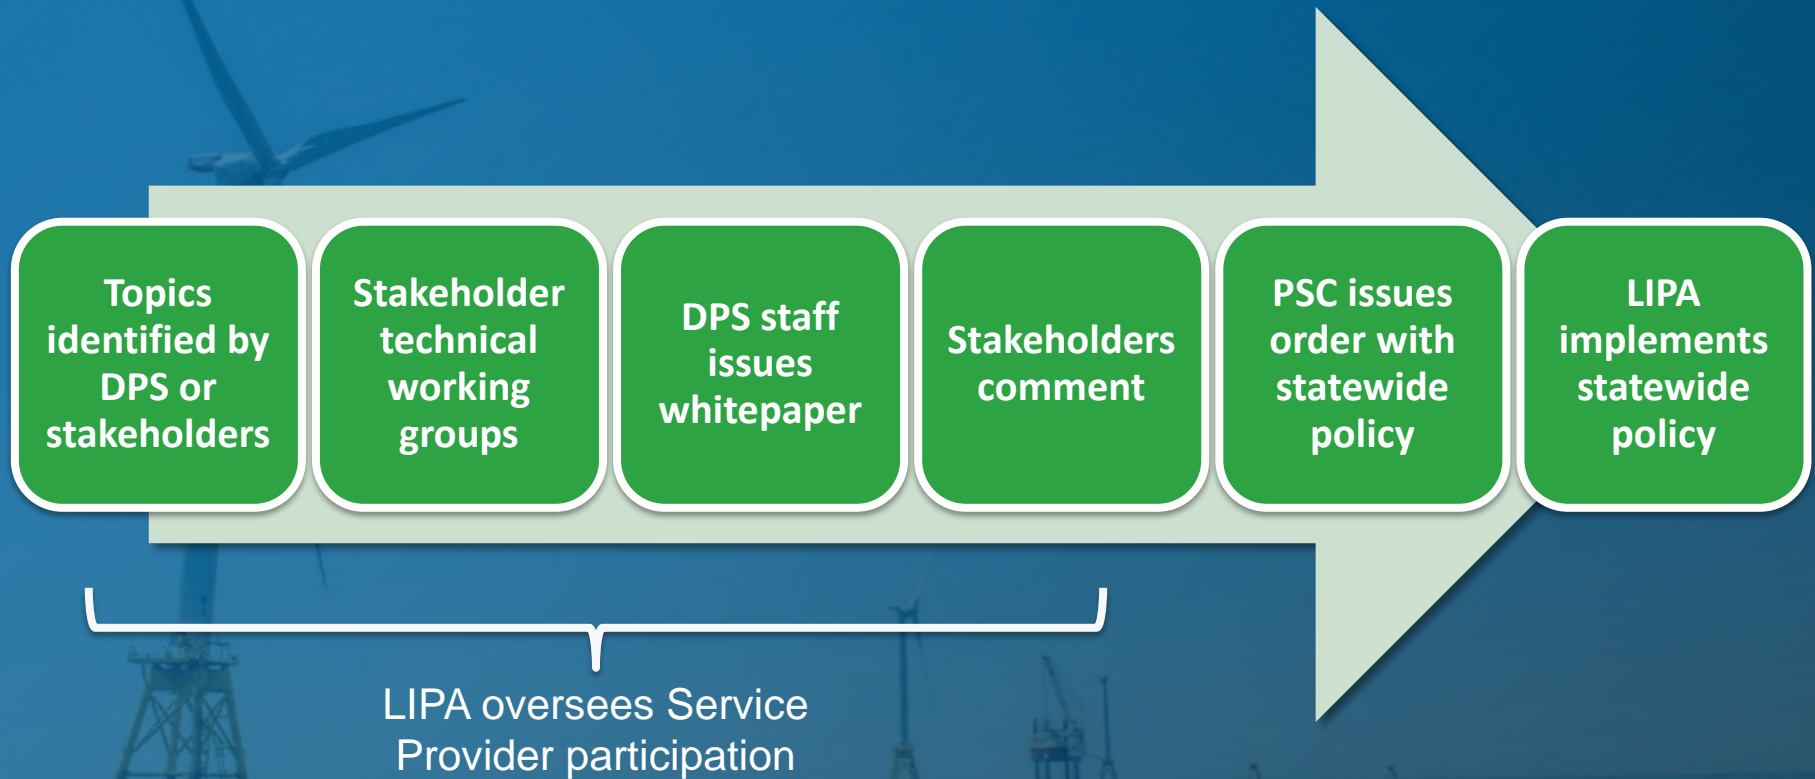 Topics
identified by
DPS or
stakeholders
Stakeholder
technical
working
groups
DPS staff
issues
whitepaper
Stakeholders
comment
PSC issues
order with
statewide
policy
LIPA
implements
statewide
policy
LIPA oversees Service
Provider participation